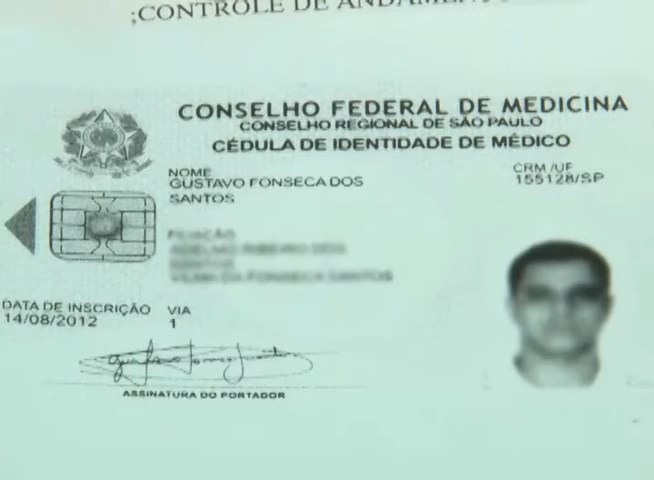 ;CONTROLE DE
CONSELHO FEDERAL DE MEDICINA
CONSELHO REGIONAL DE SÃO PAULO
CÉDULA DE IDENTIDADE DE MÉDICO
NOME
GUSTAVO FONSECA DOS
SANTOS
CRM /UF
155128/SP
FILIAÇÃO
DATA DE INSCRIÇÃO
14/08/2012
VIA
1
ASSINATURA DO PORTADOR